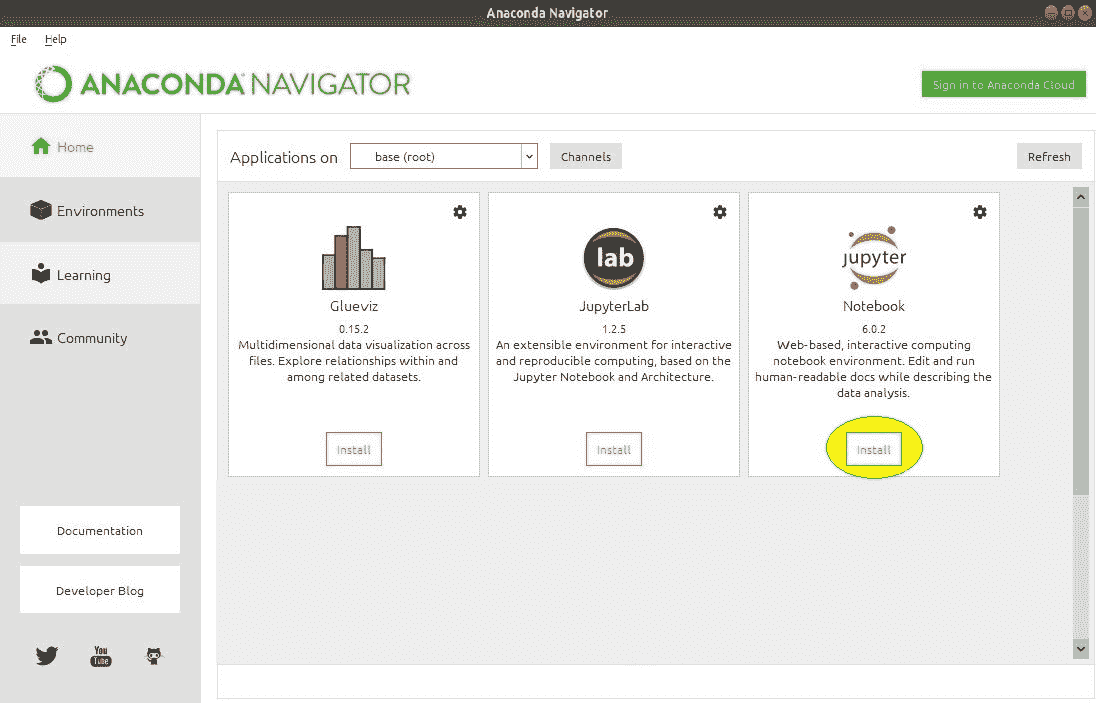 Anaconda Navigator
File Help
ANACONDA NAVIGATOR
Sign in to Anaconda Cloud
Home
Environments
Learning
Community
Documentation
Developer Blog
You
Tube
Applications on base (root) Channels Refresh
Glueviz
0.15.2
Multidimensional data visualization across
files. Explore relationships within and
among related datasets.
Install
lab
JupyterLab
1.2.5
An extensible environment for interactive
and reproducible computing, based on the
Jupyter Notebook and Architecture.
Install
jupyter
Notebook
6.0.2
Web-based, interactive computing
notebook environment. Edit and run
human-readable docs while describing the
data analysis.
Install